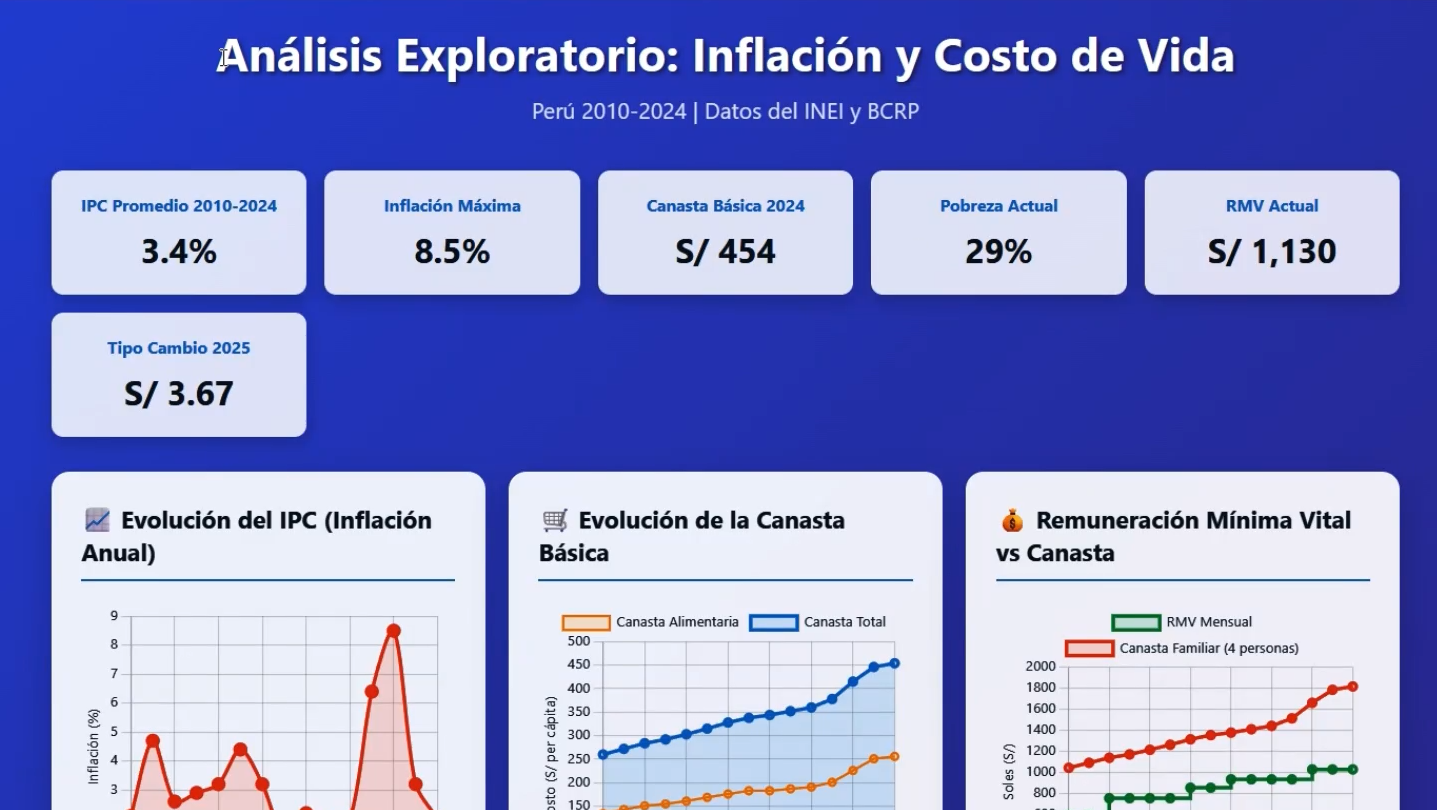 Análisis Exploratorio: Inflación y Costo de Vida
Perú 2010-2024 | Datos del INEI y BCRP
IPC Promedio 2010-2024
3.4%
Inflación Máxima
8.5%
Canasta Básica 2024
S/ 454
Pobreza Actual
29%
RMV Actual
S/ 1,130
Tipo Cambio 2025
S/ 3.67
📈 Evolución del IPC (Inflación
Anual)
9
8
7
6
5
4
3
Inflación (%)
🛒 Evolución de la Canasta
Básica
Canasta Alimentaria
Canasta Total
500
450
400
350
300
250
200
150
(S/ per cápita)
💰 Remuneración Mínima Vital
vs Canasta
RMV Mensual
Canasta Familiar (4 personas)
2000
1800
1600
1400
1200
1000
800
Soles (S/)